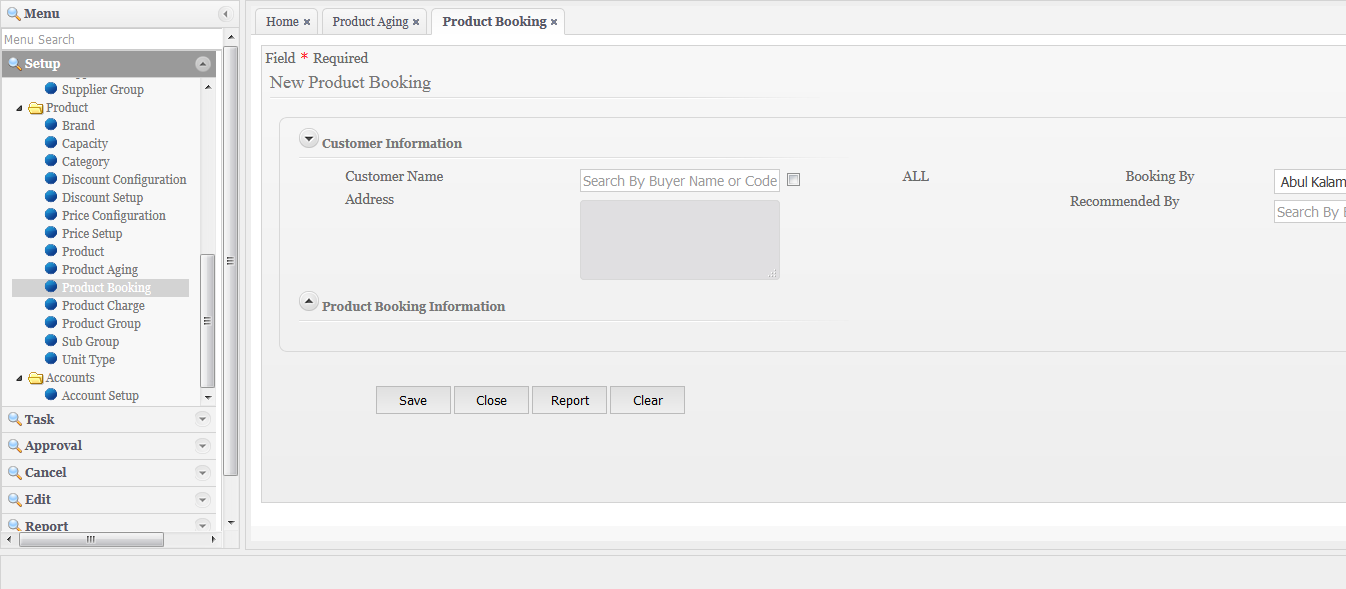 Menu
Menu Search
Setup
Supplier Group
Product
Brand
Capacity
Category
Discount Configuration
Discount Setup
Price Configuration
Price Setup
Product
Product Aging
Product Booking
Product Charge
Product Group
Sub Group
Unit Type
Accounts
Account Setup
Task
Approval
Cancel
Edit
Report
Home × Product Aging × Product Booking ×
Field * Required
New Product Booking
Customer Information
Customer Name Search By Buyer Name or Code ALL Booking By Abul Kalam
Address Recommended By Search By
Product Booking Information
Save Close Report Clear